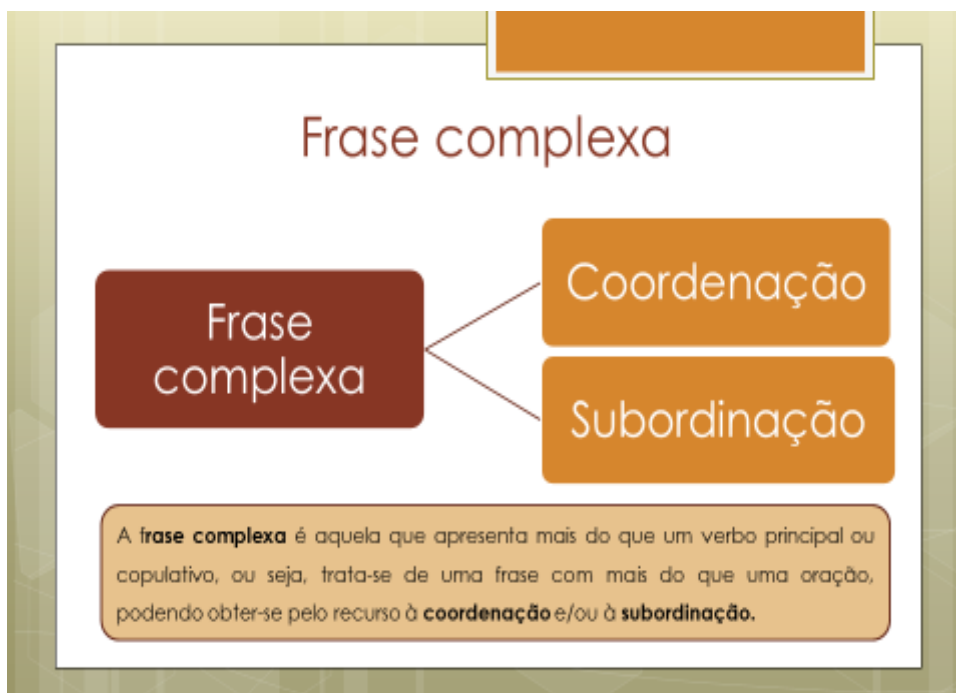 Frase complexa
Frase
complexa
Coordenação
Subordinação
A frase complexa é aquela que apresenta mais do que um verbo principal ou
copulativo, ou seja, trata-se de uma frase com mais do que uma oração,
podendo obter-se pelo recurso à coordenação e/ou à subordinação.